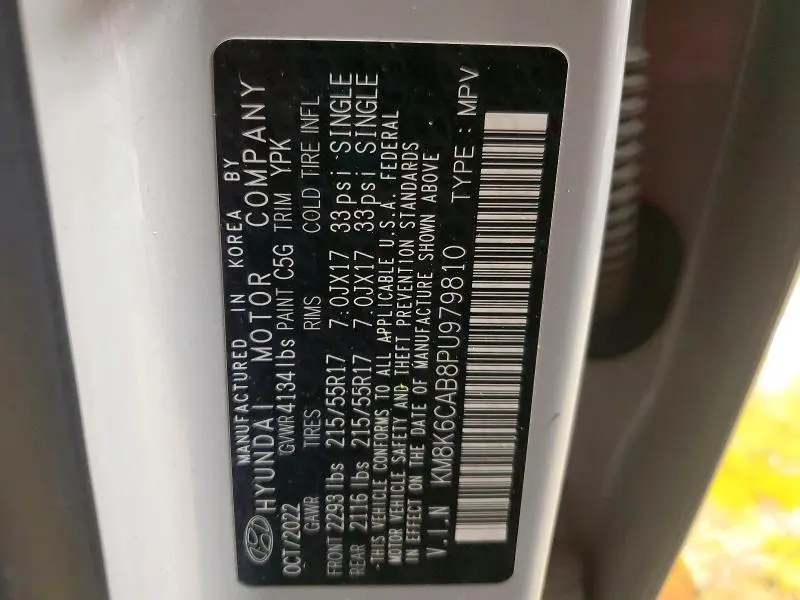 MANUFACTURED IN KOREA BY
HYUNDAI MOTOR COMPANY
OCT/2022 GVWR 4134lbs PAINT C5G TRIM YPK
GAWR TIRES RIMS COLD TIRE INFL
FRONT 2293 lbs 215/55R17 7.0JX17 33psi SINGLE
REAR 2116 lbs 215/55R17 7.0JX17 33psi SINGLE
·THIS VEHICLE CONFORMS TO ALL APPLICABLE U.S.A. FEDERAL
MOTOR VEHICLE SAFETY AND THEFT PREVENTION STANDARDS
IN EFFECT ON THE DATE OF MANUFACTURE SHOWN ABOVE
V.I.N KM8K6CAB8PU979810 TYPE : MPV